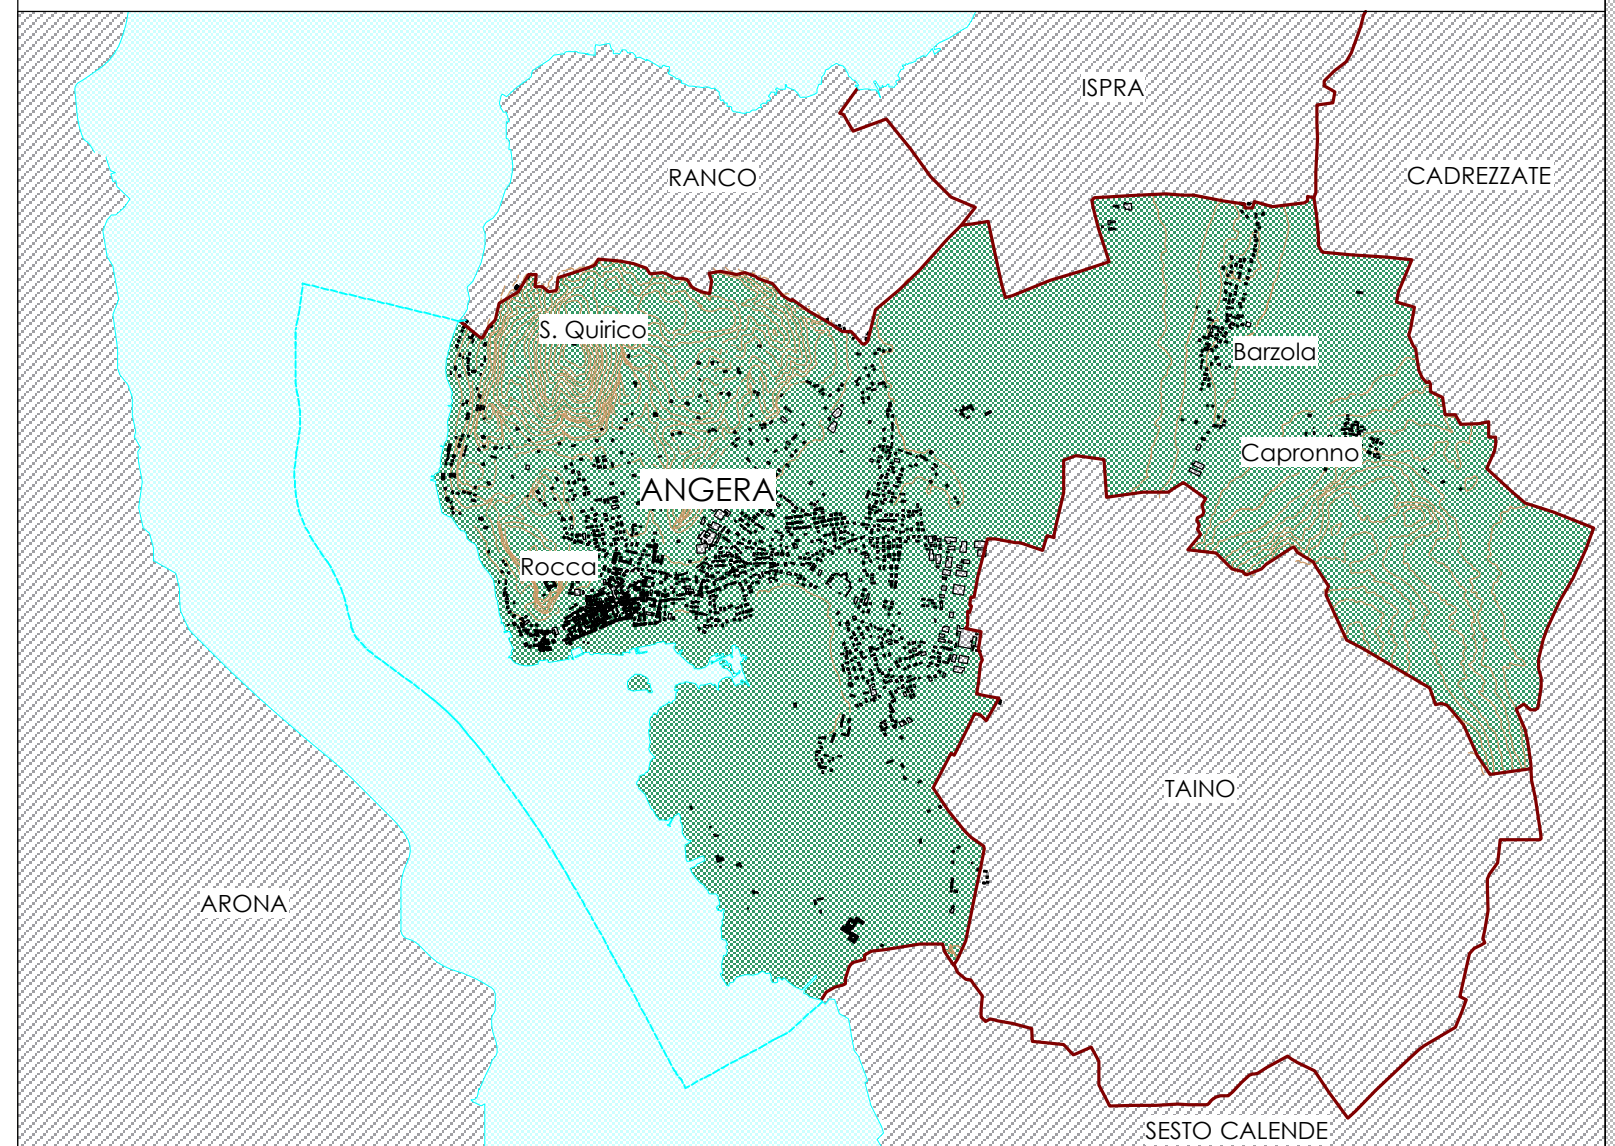 ISPRA
RANCO
CADREZZATE
S. Quirico
Barzola
Capronno
ANGERA
Rocca
TAINO
ARONA
SESTO CALENDE